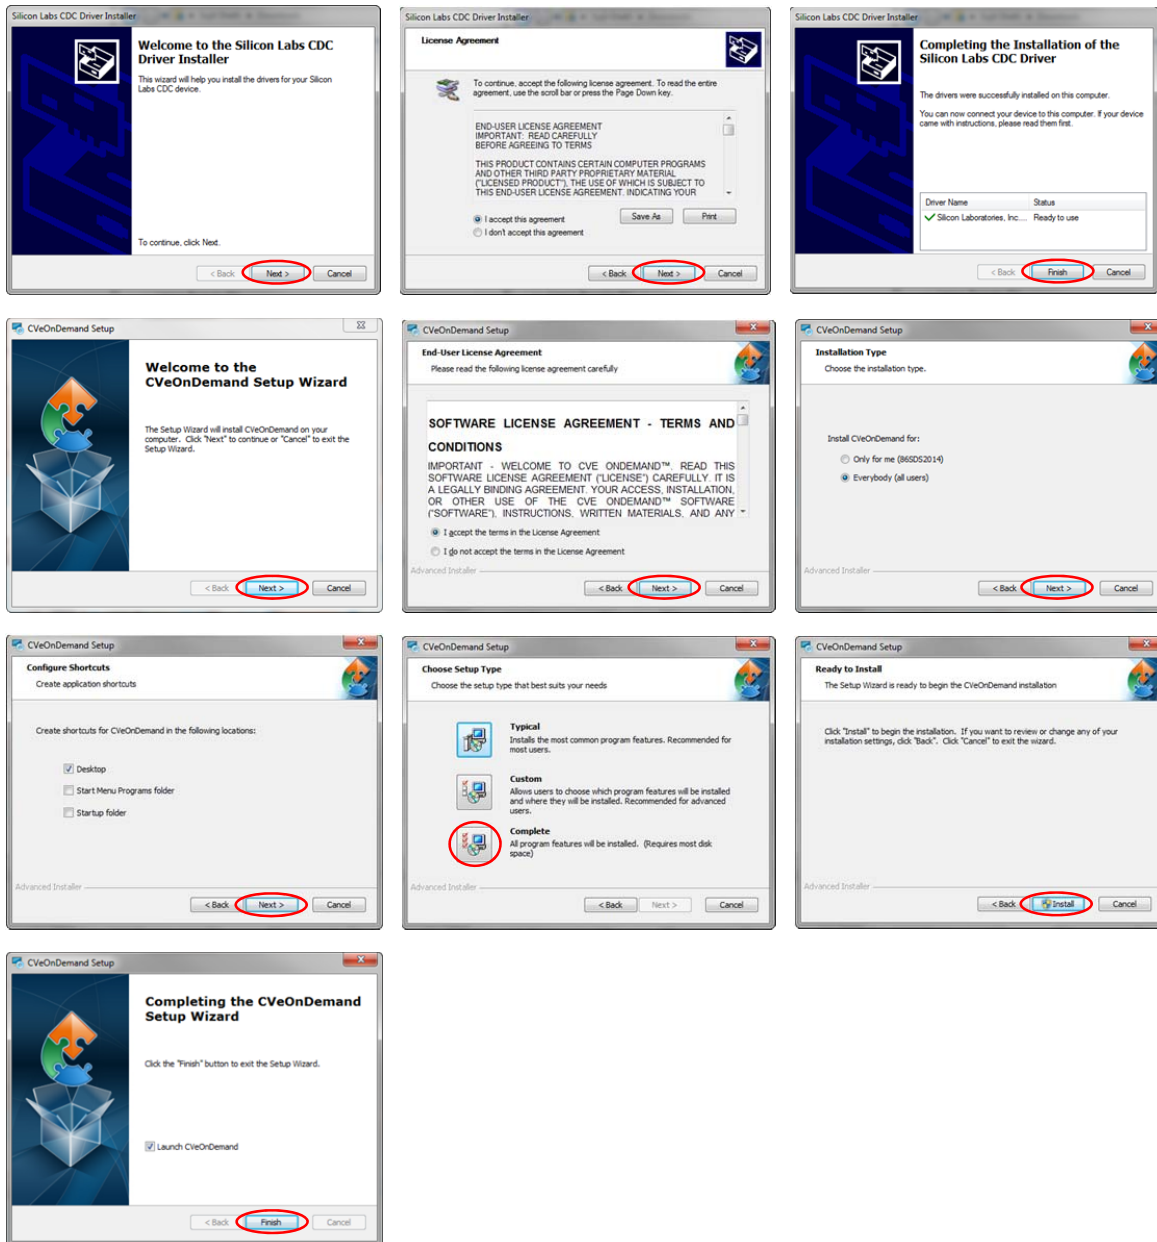 Silicon Labs CDC Driver Installer
Welcome to the Silicon Labs CDC
Driver Installer
This wizard will help you install the drivers for your Silicon
Labs CDC device.
To continue, click Next.
< Back
Next >
Cancel
Silicon Labs CDC Driver Installer
License Agreement
To continue, accept the following license agreement. To read the entire
agreement, use the scroll bar or press the Page Down key.
END-USER LICENSE AGREEMENT
IMPORTANT: READ CAREFULLY
BEFORE AGREEING TO TERMS
THIS PRODUCT CONTAINS CERTAIN COMPUTER PROGRAMS
AND OTHER THIRD PARTY PROPRIETARY MATERIAL
("LICENSED PRODUCT"), THE USE OF WHICH IS SUBJECT TO
THIS END-USER LICENSE AGREEMENT. INDICATING YOUR
I accept this agreement
Save As
Print
I don't accept this agreement
< Back
Next >
Cancel
Silicon Labs CDC Driver Installer
Completing the Installation of the
Silicon Labs CDC Driver
The drivers were successfully installed on this computer.
You can now connect your device to this computer. If your device
came with instructions, please read them first.
Driver Name
Status
Silicon Laboratories, Inc....
Ready to use
< Back
Finish
Cancel
CVeOnDemand Setup
Welcome to the
CVeOnDemand Setup Wizard
The Setup Wizard will install CVeOnDemand on your
computer. Click "Next" to continue or "Cancel" to exit the
Setup Wizard.
< Back
Next >
Cancel
CVeOnDemand Setup
End-User License Agreement
Please read the following license agreement carefully
SOFTWARE LICENSE AGREEMENT - TERMS AND
CONDITIONS
IMPORTANT - WELCOME TO CVE ONDEMAND™. READ THIS
SOFTWARE LICENSE AGREEMENT ("LICENSE") CAREFULLY. IT IS
A LEGALLY BINDING AGREEMENT. YOUR ACCESS, INSTALLATION,
OR OTHER USE OF THE CVE ONDEMAND™ SOFTWARE
("SOFTWARE"), INSTRUCTIONS, WRITTEN MATERIALS, AND ANY
I accept the terms in the License Agreement
I do not accept the terms in the License Agreement
Advanced Installer
< Back
Next >
Cancel
CVeOnDemand Setup
Installation Type
Choose the installation type.
Install CVeOnDemand for:
Only for me (86SDS2014)
Everybody (all users)
Advanced Installer
< Back
Next >
Cancel
CVeOnDemand Setup
Configure Shortcuts
Create application shortcuts
Create shortcuts for CVeOnDemand in the following locations:
Desktop
Start Menu Programs folder
Startup folder
Advanced Installer
< Back
Next >
Cancel
CVeOnDemand Setup
Choose Setup Type
Choose the setup type that best suits your needs
Typical
Installs the most common program features. Recommended for
most users.
Custom
Allows users to choose which program features will be installed
and where they will be installed. Recommended for advanced
users.
Complete
All program features will be installed. (Requires most disk
space)
Advanced Installer
< Back
Next >
Cancel
CVeOnDemand Setup
Ready to Install
The Setup Wizard is ready to begin the CVeOnDemand installation
Click "Install" to begin the installation. If you want to review or change any of your
installation settings, click "Back". Click "Cancel" to exit the wizard.
Advanced Installer
< Back
Install
Cancel
CVeOnDemand Setup
Completing the CVeOnDemand
Setup Wizard
Click the "Finish" button to exit the Setup Wizard.
Launch CVeOnDemand
< Back
Finish
Cancel